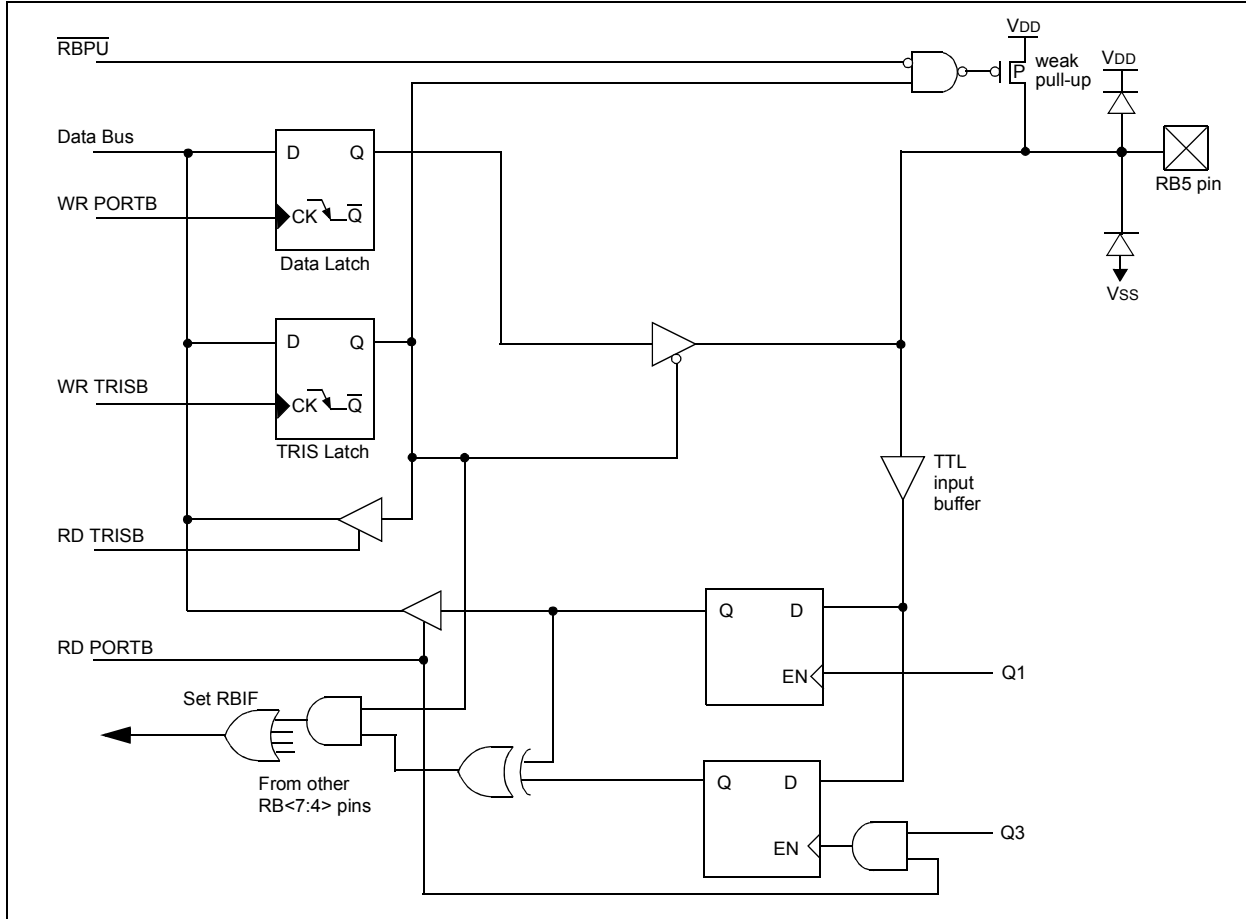 RBPU
VDD
P
weak
pull-up
VDD
Data Bus
D
Q
RB5 pin
WR PORTB
CK
Q
Data Latch
VSS
D
Q
WR TRISB
CK
Q
TRIS Latch
TTL
input
buffer
RD TRISB
Q
D
RD PORTB
EN
Q1
Set RBIF
From other
RB<7:4> pins
Q
D
EN
Q3